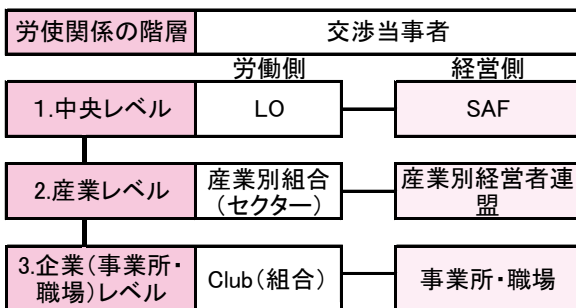 労使関係の階層 交渉当事者
労働側 経営側
1.中央レベル LO SAF
2.産業レベル 産業別組合 産業別経営者連
(セクター) 盟
3.企業(事業所・ Club(組合) 事業所・職場
職場)レベル